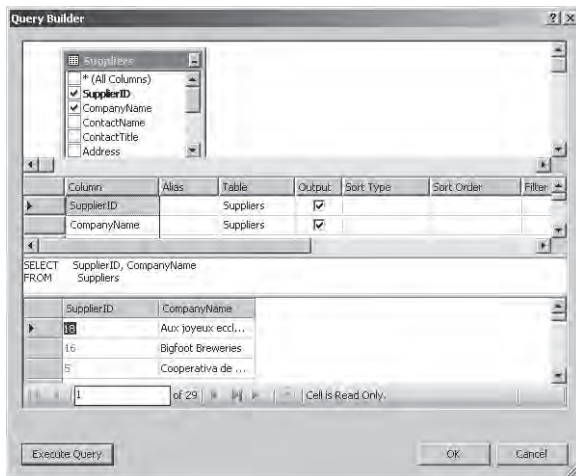 Query Builder
Suppliers
* (All Columns)
SupplierID
CompanyName
ContactName
ContactTitle
Address
Column Alias Table Output Sort Type Sort Order Filter
SupplierID Suppliers
CompanyName Suppliers
SELECT SupplierID, CompanyName
FROM Suppliers
SupplierID CompanyName
18 Aux joyeux eccl...
16 Bigfoot Breweries
5 Cooperativa de ...
1 of 29 Cell is Read Only.
Execute Query OK Cancel